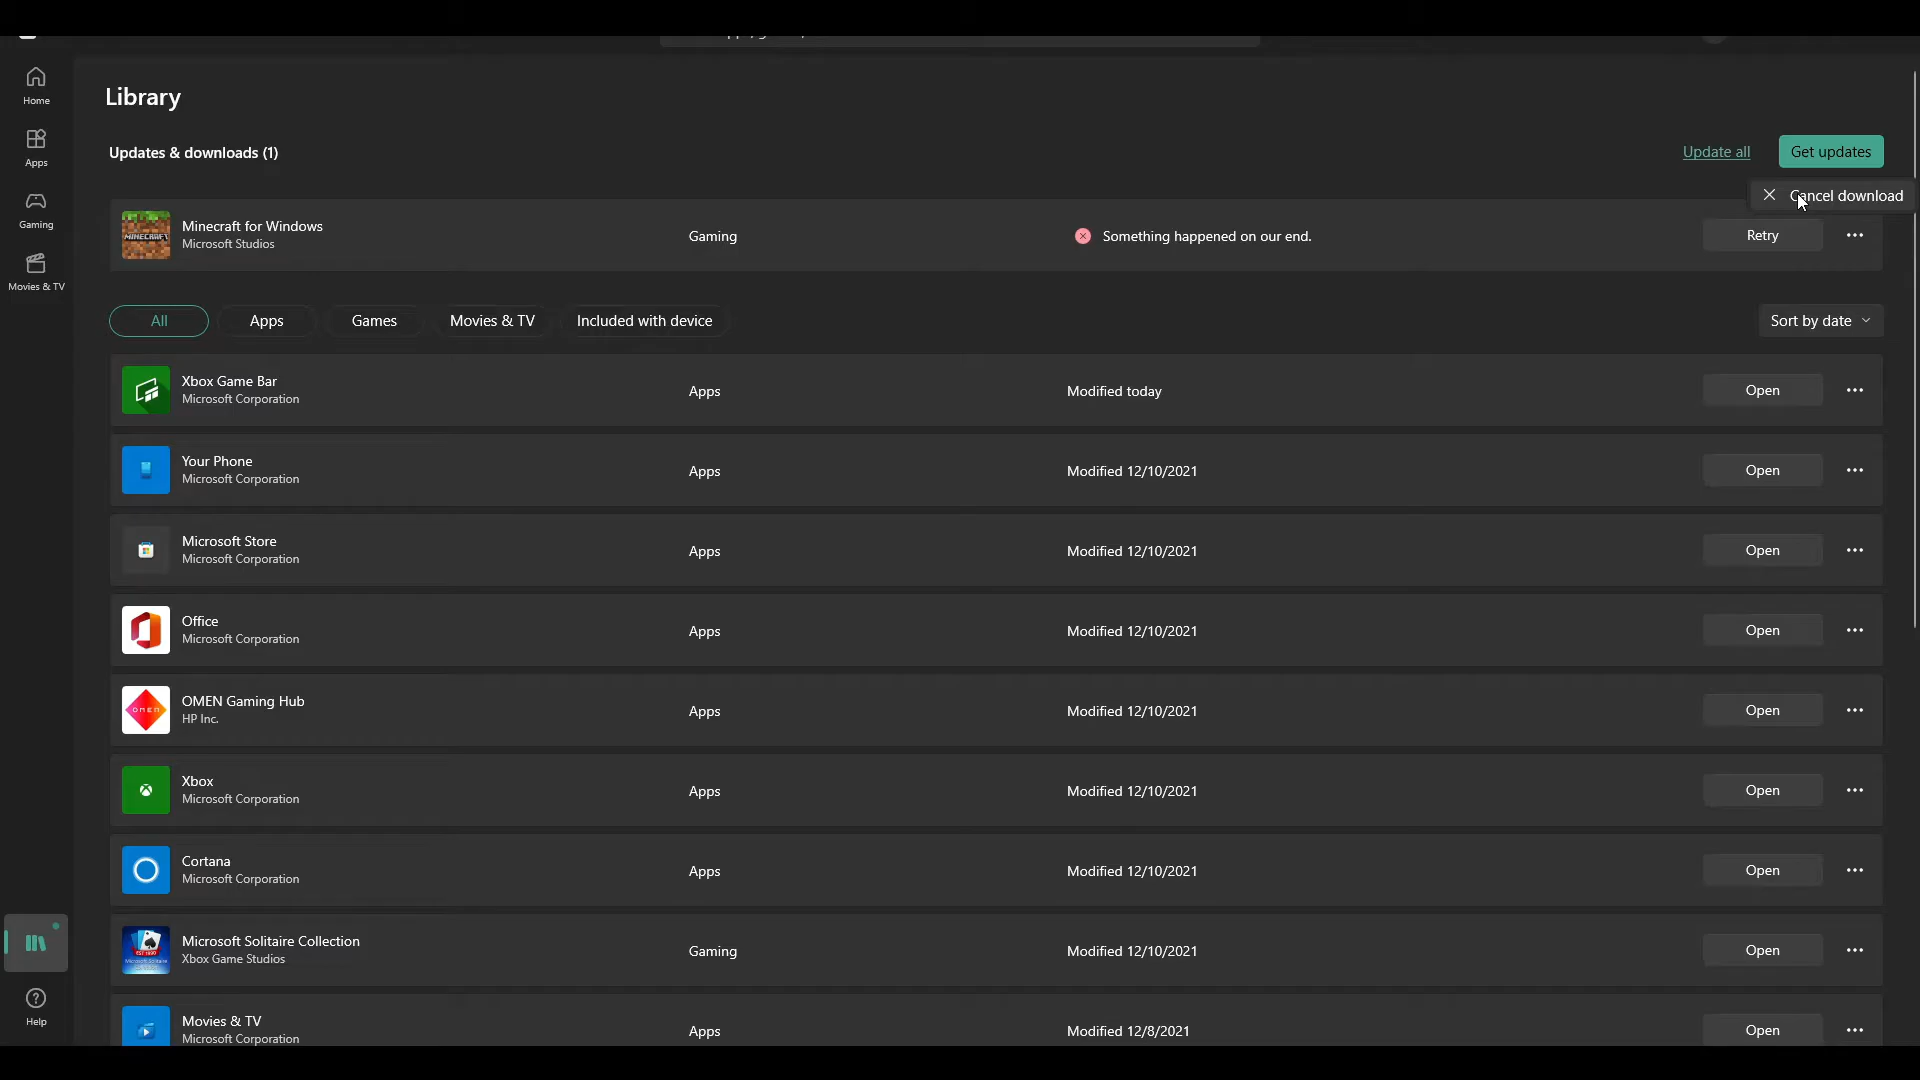 Library
Home
Apps
Gaming
Movies & TV
Help
Updates & downloads (1)
Update all
Get updates
Cancel download
Minecraft for Windows
Microsoft Studios
Gaming
Something happened on our end.
Retry
All
Apps
Games
Movies & TV
Included with device
Sort by date
Xbox Game Bar
Microsoft Corporation
Apps
Modified today
Open
Your Phone
Microsoft Corporation
Apps
Modified 12/10/2021
Open
Microsoft Store
Microsoft Corporation
Apps
Modified 12/10/2021
Open
Office
Microsoft Corporation
Apps
Modified 12/10/2021
Open
OMEN
OMEN Gaming Hub
HP Inc.
Apps
Modified 12/10/2021
Open
Xbox
Microsoft Corporation
Apps
Modified 12/10/2021
Open
Cortana
Microsoft Corporation
Apps
Modified 12/10/2021
Open
Microsoft Solitaire Collection
Xbox Game Studios
Gaming
Modified 12/10/2021
Open
Movies & TV
Microsoft Corporation
Apps
Modified 12/8/2021
Open